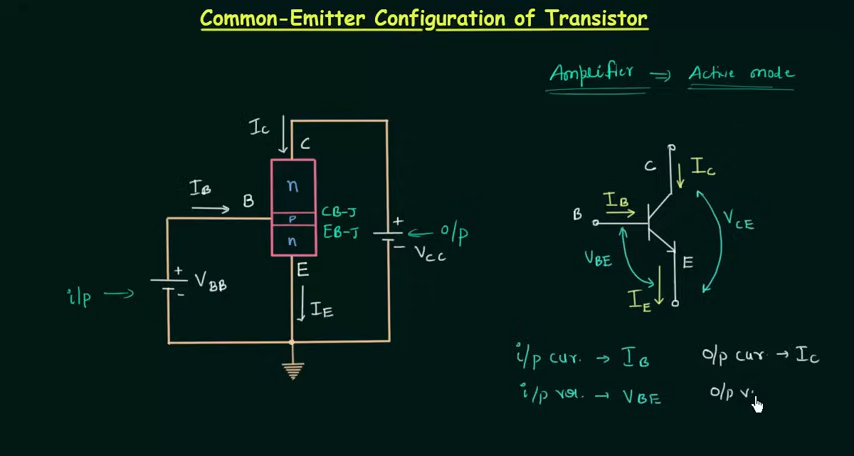 Common-Emitter Configuration of Transistor
Amplifier ⇒ Active mode
IC
C
n
IB
B
P
CB-J
EB-J
n
+
-
VCC
← o/p
E
IE
+
-
VBB
i/p →
C
IC
IB
B
VCE
VBE
E
IE
i/p cur. → IB
o/p cur. → IC
i/p vol. → VBE
o/p v.